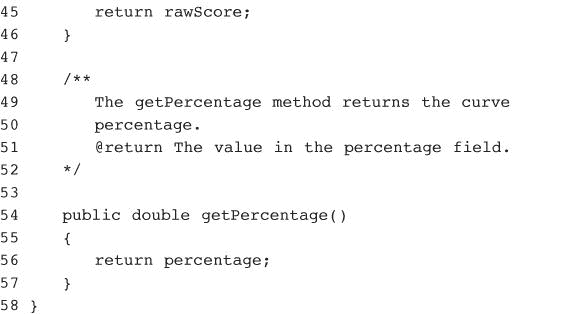 45        return rawScore;
46     }
47
48     /**
49        The getPercentage method returns the curve
50        percentage.
51        @return The value in the percentage field.
52     */
53
54     public double getPercentage()
55     {
56        return percentage;
57     }
58 }